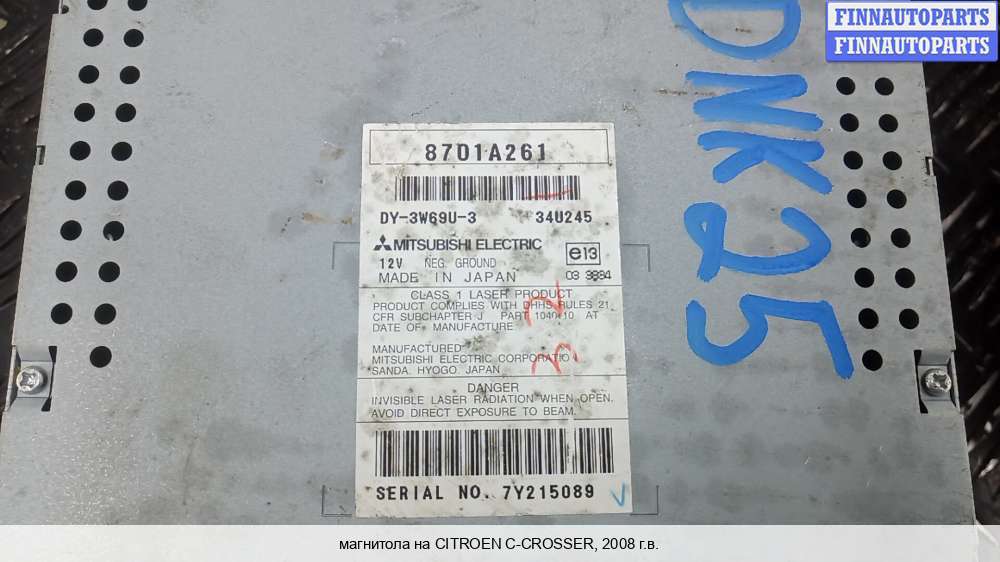 FINNAUTOPARTS
FINNAUTOPARTS
DNK25
8701A261
DY-3W69U-3 34U245
MITSUBISHI ELECTRIC
e13
12V NEG. GROUND
MADE IN JAPAN 03 3884
CLASS 1 LASER PRODUCT
PRODUCT COMPLIES WITH DHHS RULES 21
CFR SUBCHAPTER J PART 1040.10 AT
DATE OF MANUFACTURE
MANUFACTURED
MITSUBISHI ELECTRIC CORPORATIO
SANDA, HYOGO, JAPAN
DANGER
INVISIBLE LASER RADIATION WHEN OPEN.
AVOID DIRECT EXPOSURE TO BEAM.
SERIAL NO. 7Y215089
магнитола на CITROEN C-CROSSER, 2008 г.в.